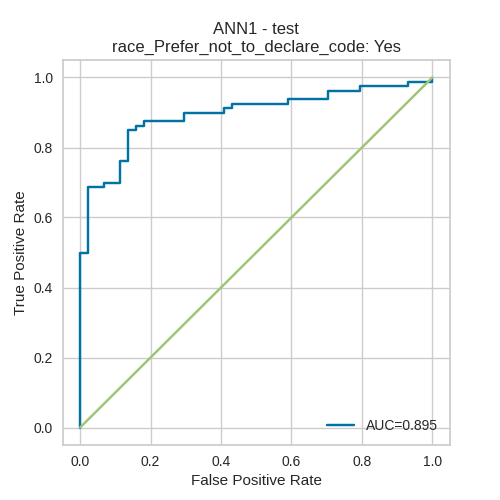 ANN1 - test
race_Prefer_not_to_declare_code: Yes
True Positive Rate
1.0
0.8
0.6
0.4
0.2
0.0
AUC=0.895
0.0 0.2 0.4 0.6 0.8 1.0
False Positive Rate